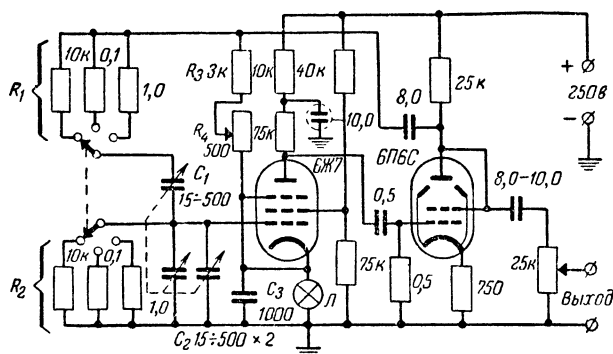 10к 0,1
1,0
R₁
R₃ 3к
10к
40к
R₄
500
75к
10,0
6Ж7
25к
8,0
6П6С
+
250в
−
8,0–10,0
C₁
15÷500
0,5
R₂
10к 0,1
1,0
C₂ 15÷500 × 2
C₃
1000
Л
75к
0,5
750
25к
Выход